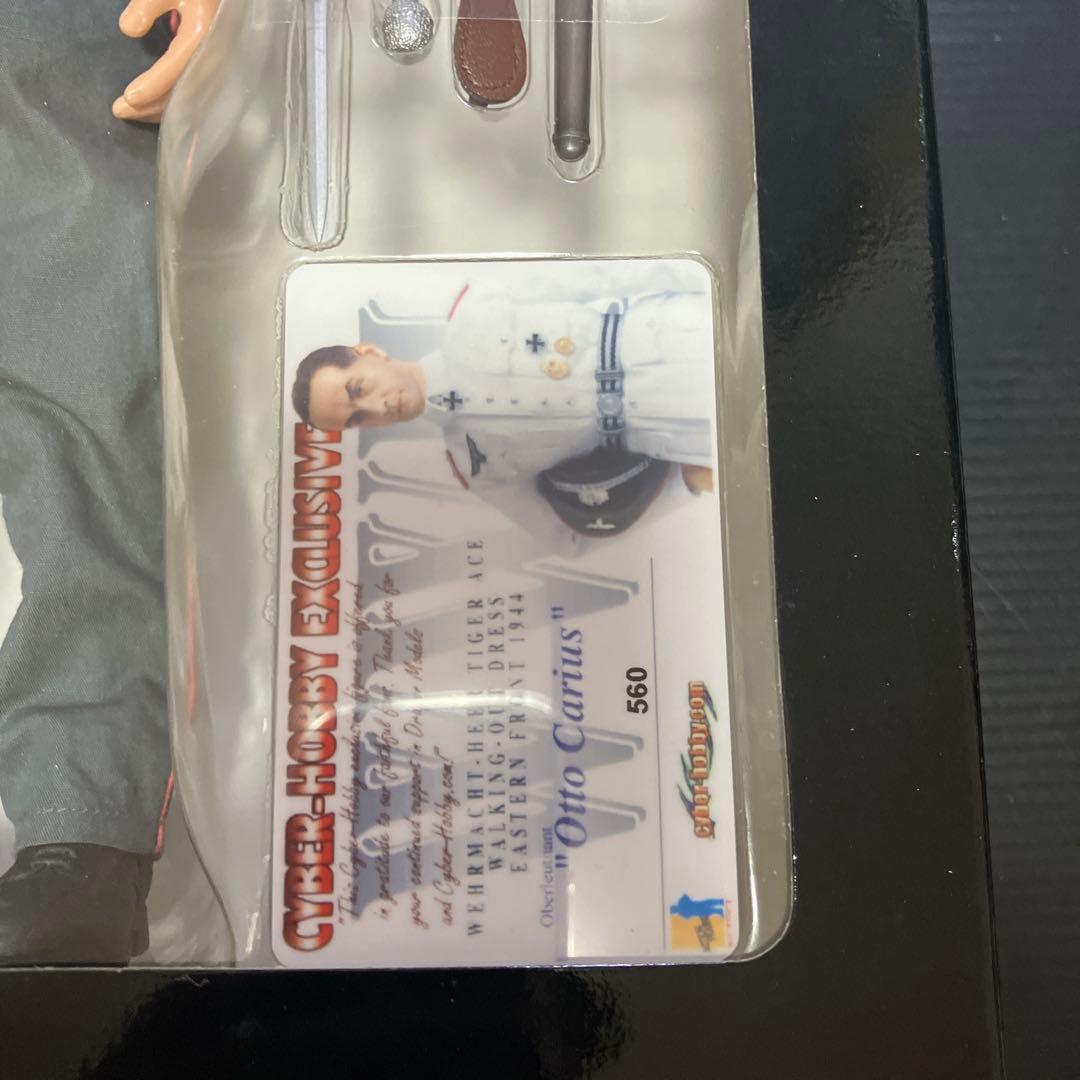 CYBER-HOBBY EXCLUSIVE
"This Cyber-Hobby exclusive figure is offered
in gratitude to our faithful fans. Thank you for
your continued support in Dragon Models
and Cyber-Hobby.com!"
WEHRMACHT-HEER TIGER ACE
WALKING-OUT DRESS
EASTERN FRONT 1944
Oberleutnant
"Otto Carius"
560
cyber-hobby.com
WWII